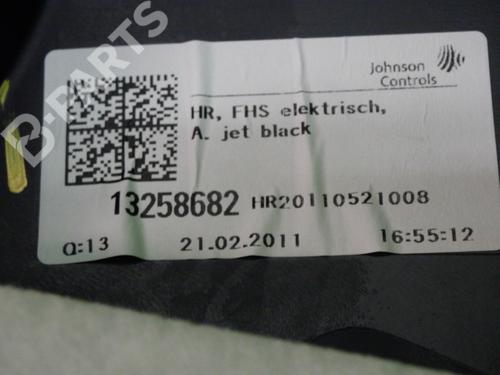 B-PARTS
Johnson
Controls
HR, FHS elektrisch,
A. jet black
13258682 HR20110521008
Q:13 21.02.2011 16:55:12